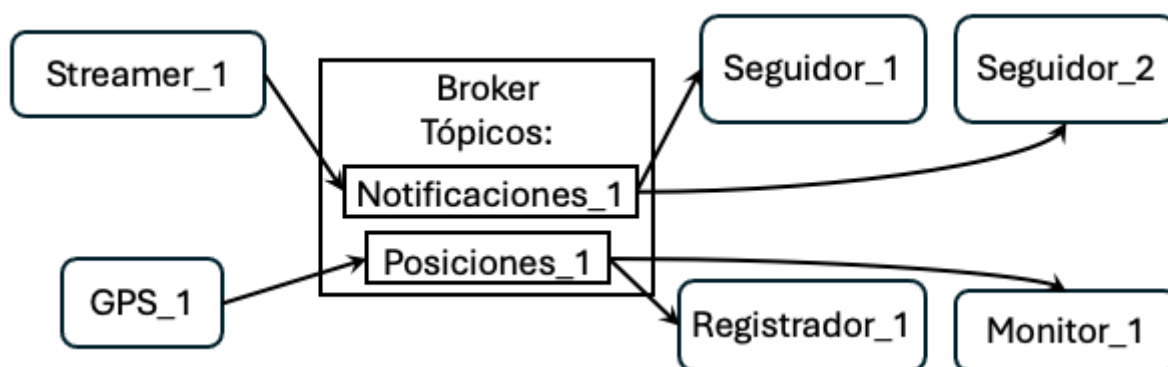 Streamer_1
Broker
Tópicos:
Seguidor_1
Seguidor_2
Notificaciones_1
Posiciones_1
GPS_1
Registrador_1
Monitor_1